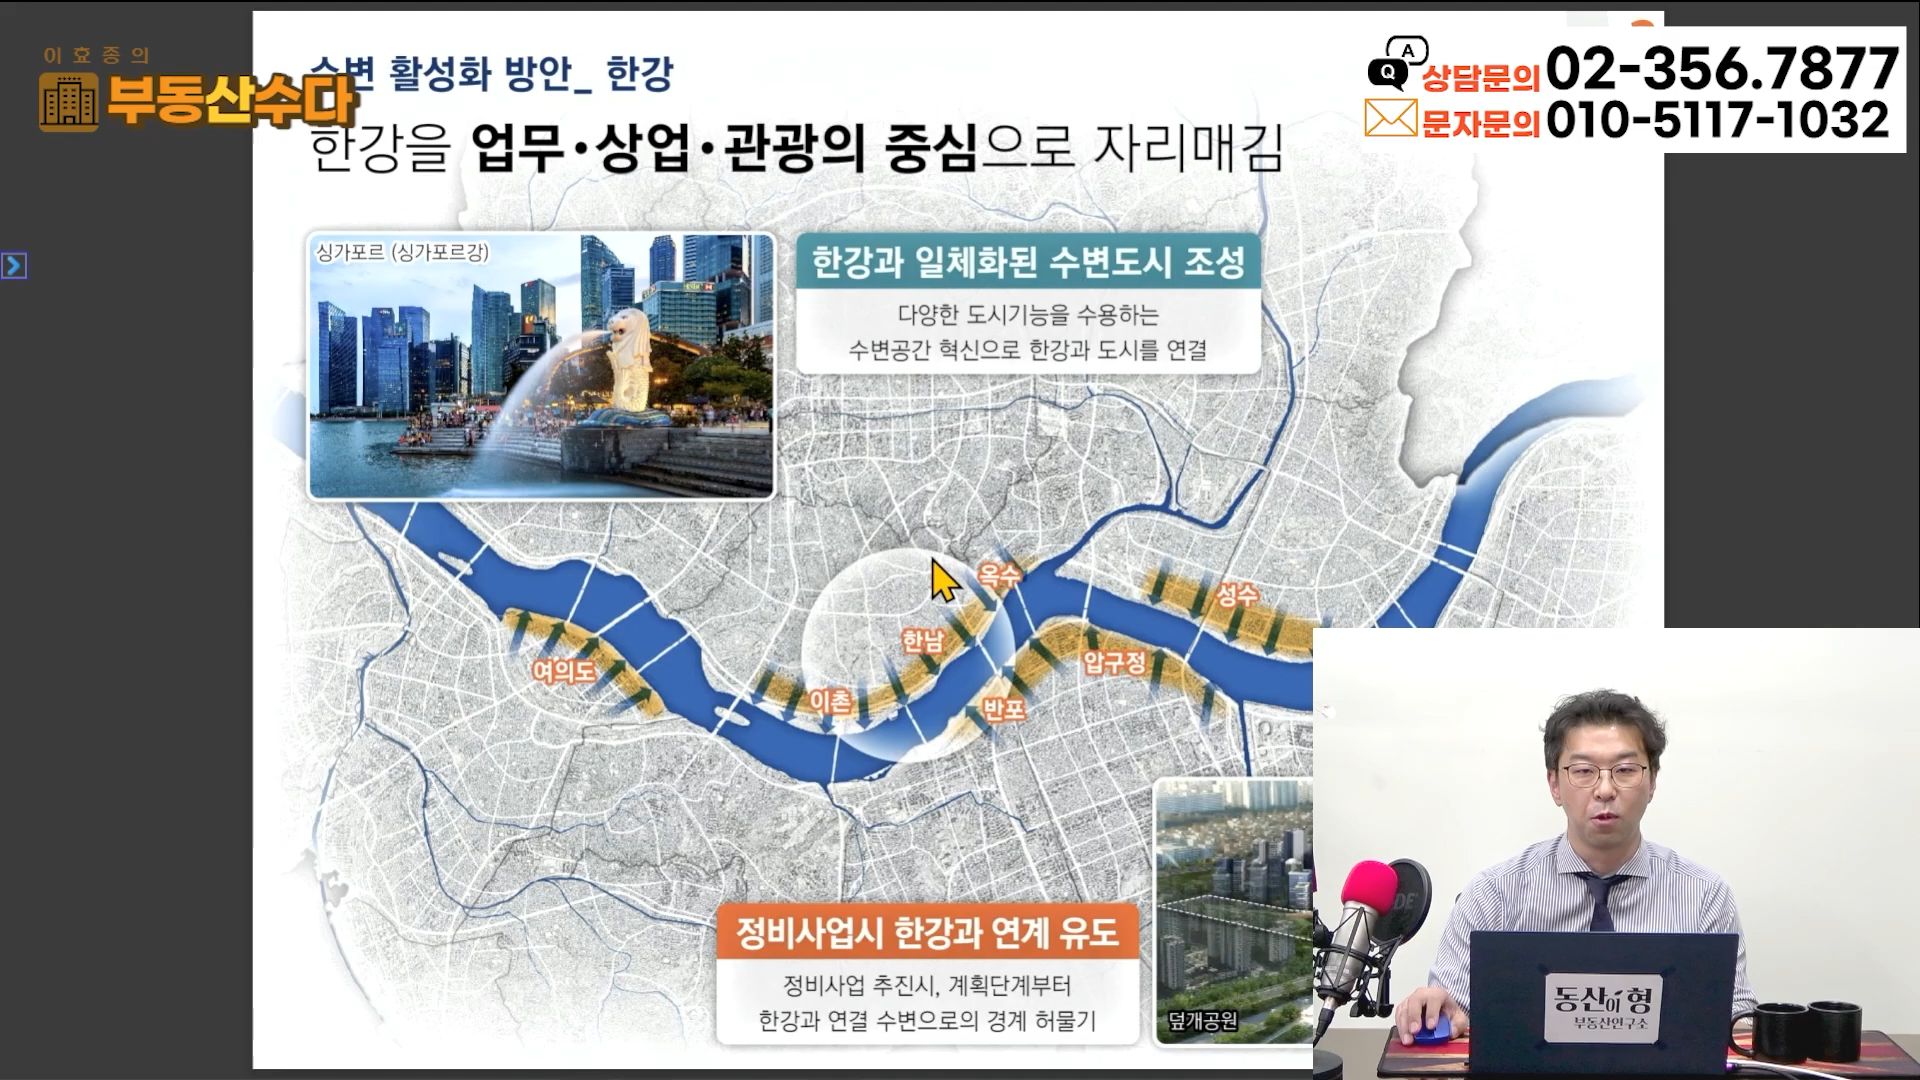 이효종의
부동산수다
수변 활성화 방안_ 한강
한강을 업무·상업·관광의 중심으로 자리매김
A
Q
상담문의 02-356.7877
문자문의 010-5117-1032
싱가포르 (싱가포르강)
한강과 일체화된 수변도시 조성
다양한 도시기능을 수용하는
수변공간 혁신으로 한강과 도시를 연결
옥수
성수
한남
여의도
압구정
이촌
반포
정비사업시 한강과 연계 유도
정비사업 추진시, 계획단계부터
한강과 연결 수변으로의 경계 허물기
덮개공원
동산이형
부동산연구소